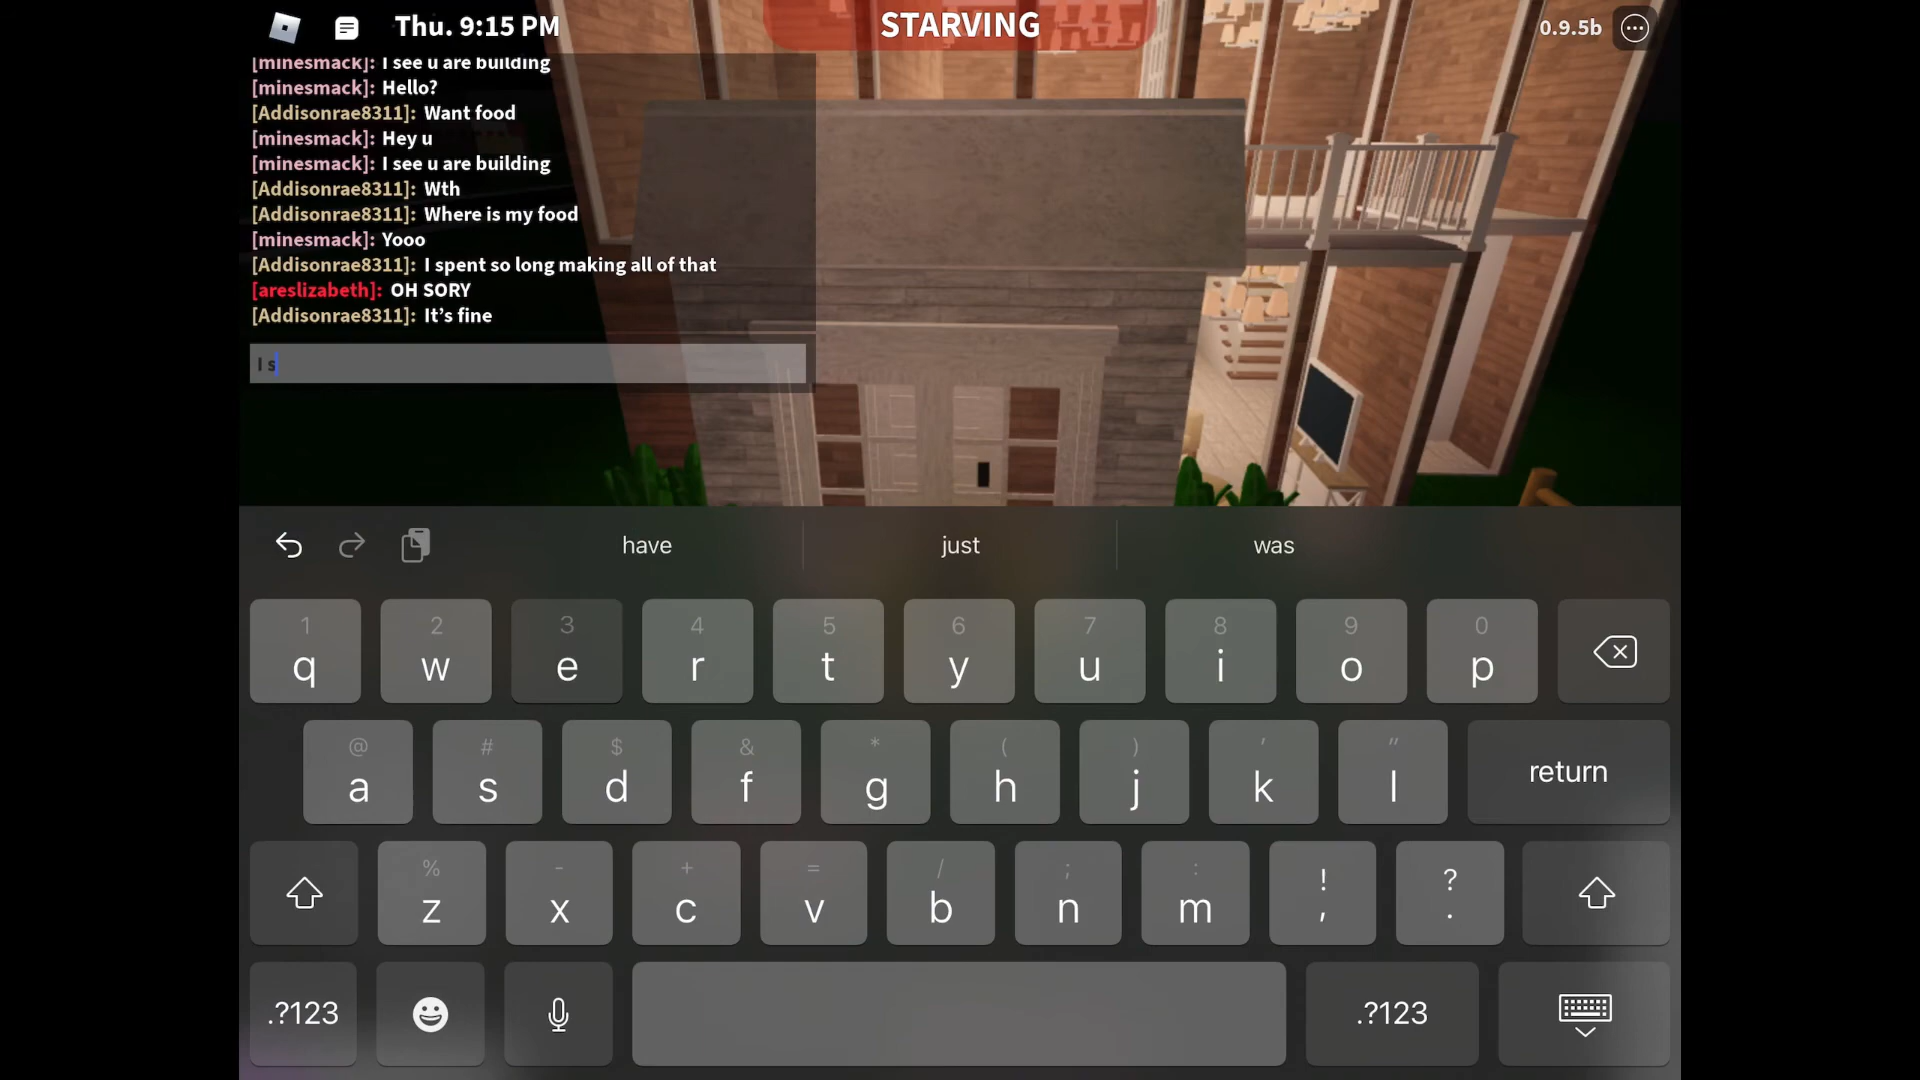 Thu. 9:15 PM
STARVING
0.9.5b
[minesmack]: I see u are building
[minesmack]: Hello?
[Addisonrae8311]: Want food
[minesmack]: Hey u
[minesmack]: I see u are building
[Addisonrae8311]: Wth
[Addisonrae8311]: Where is my food
[minesmack]: Yooo
[Addisonrae8311]: I spent so long making all of that
[areslizabeth]: OH SORY
[Addisonrae8311]: It’s fine
I s
have just was
1 2 3 4 5 6 7 8 9 0
q w e r t y u i o p
@ # $ & * ( ) ' "
a s d f g h j k l return
% - + = / ; : ! ?
z x c v b n m , .
.?123 .?123